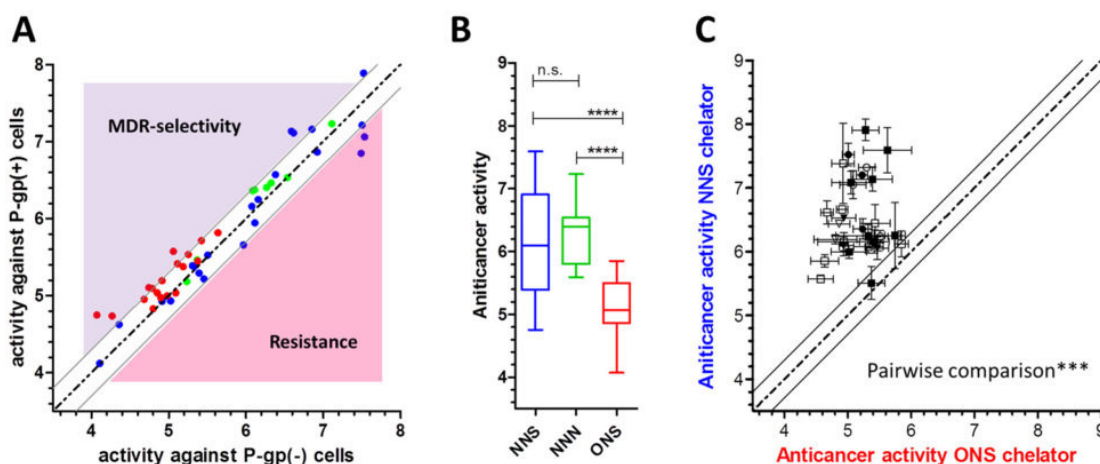 A
activity against P-gp(+) cells
8
7
6
5
4
MDR-selectivity
Resistance
4 5 6 7 8
activity against P-gp(-) cells
B
Aniticancer activity
9
8
7
6
5
4
n.s.
****
****
NNS NNN ONS
C
Aniticancer activity NNS chelator
9
8
7
6
5
4
Pairwise comparison***
4 5 6 7 8 9
Anticancer activity ONS chelator